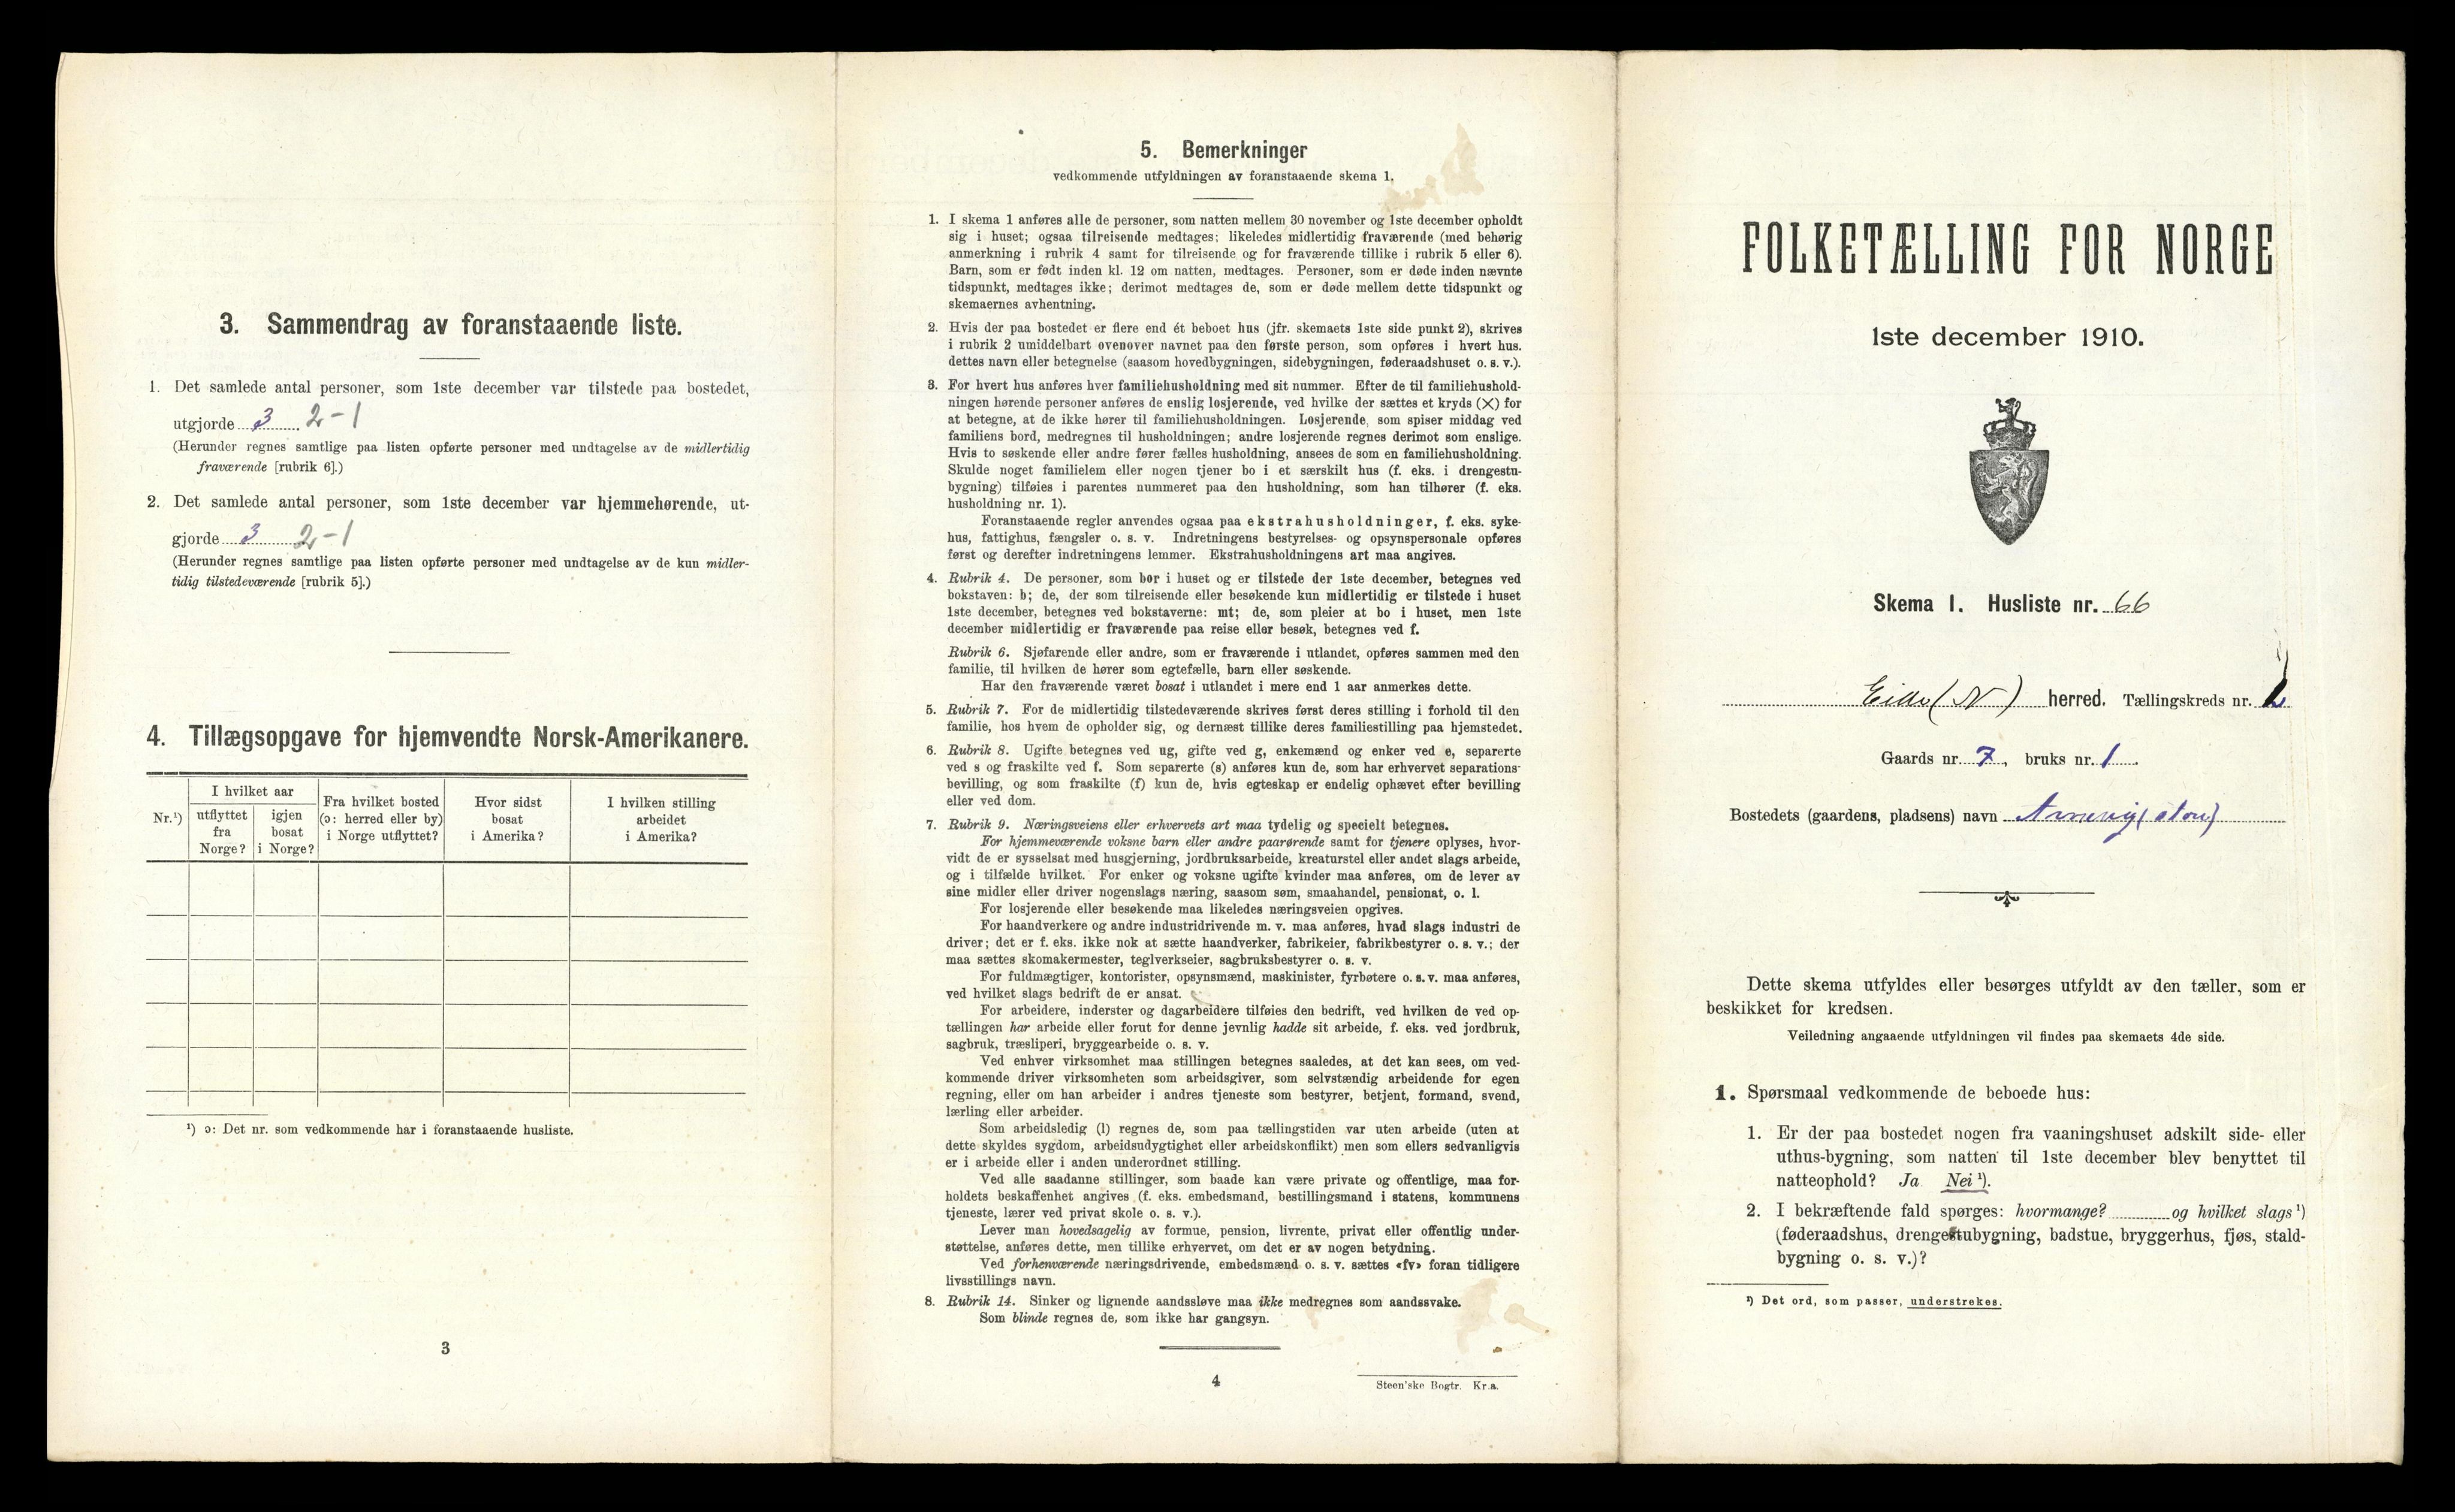 3. Sammendrag av foranstaaende liste.
1. Det samlede antal personer, som 1ste december var tilstede paa bostedet,
utgjorde 3 2-1
(Herunder regnes samtlige paa listen opførte personer med undtagelse av de midlertidig
fraværende [rubrik 6].)
2. Det samlede antal personer, som 1ste december var hjemmehørende, ut-
gjorde 3 2-1
(Herunder regnes samtlige paa listen opførte personer med undtagelse av de kun midler-
tidig tilstedeværende [rubrik 5].)
4. Tillægsopgave for hjemvendte Norsk-Amerikanere.
Nr.¹)
I hvilket aar
utflyttet
fra
Norge?
igjen
bosat
i Norge?
Fra hvilket bosted
(ɔ: herred eller by)
i Norge utflyttet?
Hvor sidst
bosat
i Amerika?
I hvilken stilling
arbeidet
i Amerika?
¹) ɔ: Det nr. som vedkommende har i foranstaaende husliste.
3
5. Bemerkninger
vedkommende utfyldningen av foranstaaende skema 1.
1. I skema 1 anføres alle de personer, som natten mellem 30 november og 1ste december opholdt
sig i huset; ogsaa tilreisende medtages; likeledes midlertidig fraværende (med behørig
anmerkning i rubrik 4 samt for tilreisende og for fraværende tillike i rubrik 5 eller 6).
Barn, som er født inden kl. 12 om natten, medtages. Personer, som er døde inden nævnte
tidspunkt, medtages ikke; derimot medtages de, som er døde mellem dette tidspunkt og
skemaernes avhentning.
2. Hvis der paa bostedet er flere end ét beboet hus (jfr. skemaets 1ste side punkt 2), skrives
i rubrik 2 umiddelbart ovenover navnet paa den første person, som opføres i hvert hus.
dettes navn eller betegnelse (saasom hovedbygningen, sidebygningen, føderaadshuset o. s. v.).
3. For hvert hus anføres hver familiehusholdning med sit nummer. Efter de til familiehushold-
ningen hørende personer anføres de enslig losjerende, ved hvilke der sættes et kryds (✕) for
at betegne, at de ikke hører til familiehusholdningen. Losjerende, som spiser middag ved
familiens bord, medregnes til husholdningen; andre losjerende regnes derimot som enslige.
Hvis to søskende eller andre fører fælles husholdning, ansees de som en familiehusholdning.
Skulde noget familielem eller nogen tjener bo i et særskilt hus (f. eks. i drengestu-
bygning) tilføies i parentes nummeret paa den husholdning, som han tilhører (f. eks.
husholdning nr. 1).
Foranstaaende regler anvendes ogsaa paa ekstrahusholdninger, f. eks. syke-
hus, fattighus, fængsler o. s. v. Indretningens bestyrelses- og opsynspersonale opføres
først og derefter indretningens lemmer. Ekstrahusholdningens art maa angives.
4. Rubrik 4. De personer, som bor i huset og er tilstede der 1ste december, betegnes ved
bokstaven: b; de, der som tilreisende eller besøkende kun midlertidig er tilstede i huset
1ste december, betegnes ved bokstaverne: mt; de, som pleier at bo i huset, men 1ste
december midlertidig er fraværende paa reise eller besøk, betegnes ved f.
Rubrik 6. Sjøfarende eller andre, som er fraværende i utlandet, opføres sammen med den
familie, til hvilken de hører som egtefælle, barn eller søskende.
Har den fraværende været bosat i utlandet i mere end 1 aar anmerkes dette.
5. Rubrik 7. For de midlertidig tilstedeværende skrives først deres stilling i forhold til den
familie, hos hvem de opholder sig, og dernæst tillike deres familiestilling paa hjemstedet.
6. Rubrik 8. Ugifte betegnes ved ug, gifte ved g, enkemænd og enker ved e, separerte
ved s og fraskilte ved f. Som separerte (s) anføres kun de, som har erhvervet separations-
bevilling, og som fraskilte (f) kun de, hvis egteskap er endelig ophævet efter bevilling
eller ved dom.
7. Rubrik 9. Næringsveiens eller erhvervets art maa tydelig og specielt betegnes.
For hjemmeværende voksne barn eller andre paarørende samt for tjenere oplyses, hvor-
vidt de er sysselsat med husgjerning, jordbruksarbeide, kreaturstel eller andet slags arbeide,
og i tilfælde hvilket. For enker og voksne ugifte kvinder maa anføres, om de lever av
sine midler eller driver nogenslags næring, saasom søm, smaahandel, pensionat, o. l.
For losjerende eller besøkende maa likeledes næringsveien opgives.
For haandverkere og andre industridrivende m. v. maa anføres, hvad slags industri de
driver; det er f. eks. ikke nok at sætte haandverker, fabrikeier, fabrikbestyrer o. s. v.; der
maa sættes skomakermester, teglverkseier, sagbruksbestyrer o. s. v.
For fuldmægtiger, kontorister, opsynsmænd, maskinister, fyrbøtere o. s. v. maa anføres,
ved hvilket slags bedrift de er ansat.
For arbeidere, inderster og dagarbeidere tilføies den bedrift, ved hvilken de ved op-
tællingen har arbeide eller forut for denne jevnlig hadde sit arbeide, f. eks. ved jordbruk,
sagbruk, træsliperi, bryggearbeide o. s. v.
Ved enhver virksomhet maa stillingen betegnes saaledes, at det kan sees, om ved-
kommende driver virksomheten som arbeidsgiver, som selvstændig arbeidende for egen
regning, eller om han arbeider i andres tjeneste som bestyrer, betjent, formand, svend,
lærling eller arbeider.
Som arbeidsledig (l) regnes de, som paa tællingstiden var uten arbeide (uten at
dette skyldes sygdom, arbeidsudygtighet eller arbeidskonflikt) men som ellers sedvanligvis
er i arbeide eller i anden underordnet stilling.
Ved alle saadanne stillinger, som baade kan være private og offentlige, maa for-
holdets beskaffenhet angives (f. eks. embedsmand, bestillingsmand i statens, kommunens
tjeneste, lærer ved privat skole o. s. v.).
Lever man hovedsagelig av formue, pension, livrente, privat eller offentlig under-
støttelse, anføres dette, men tillike erhvervet, om det er av nogen betydning.
Ved forhenværende næringsdrivende, embedsmænd o. s. v. sættes «fv» foran tidligere
livsstillings navn.
8. Rubrik 14. Sinker og lignende aandssløve maa ikke medregnes som aandssvake.
Som blinde regnes de, som ikke har gangsyn.
4
Steen'ske Bogtr. Kr.a.
FOLKETÆLLING FOR NORGE
1ste december 1910.
Skema 1. Husliste nr. 66
(N) herred. Tællingskreds nr.
Gaards nr. 7, bruks nr. 1.
Bostedets (gaardens, pladsens) navn
Dette skema utfyldes eller besørges utfyldt av den tæller, som er
beskikket for kredsen.
Veiledning angaaende utfyldningen vil findes paa skemaets 4de side.
1. Spørsmaal vedkommende de beboede hus:
1. Er der paa bostedet nogen fra vaaningshuset adskilt side- eller
uthus-bygning, som natten til 1ste december blev benyttet til
natteophold? Ja Nei ¹).
2. I bekræftende fald spørges: hvormange? og hvilket slags ¹)
(føderaadshus, drengestubygning, badstue, bryggerhus, fjøs, stald-
bygning o. s. v.)?
¹) Det ord, som passer, understrekes.